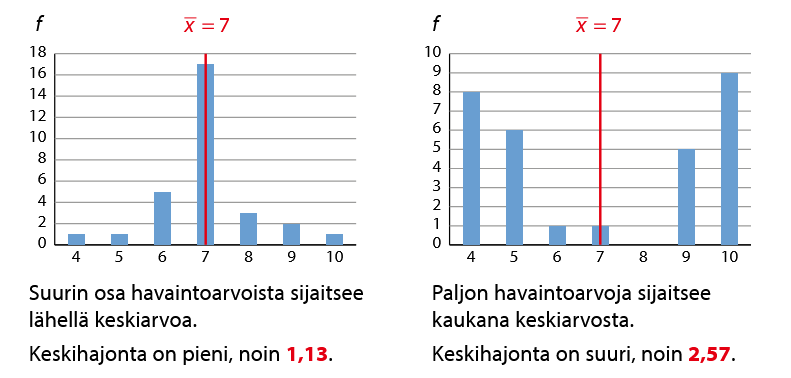 f
x̅ = 7
18
16
14
12
10
8
6
4
2
0
4 5 6 7 8 9 10
Suurin osa havaintoarvoista sijaitsee
lähellä keskiarvoa.
Keskihajonta on pieni, noin 1,13.
f
x̅ = 7
10
9
8
7
6
5
4
3
2
1
0
4 5 6 7 8 9 10
Paljon havaintoarvoja sijaitsee
kaukana keskiarvosta.
Keskihajonta on suuri, noin 2,57.